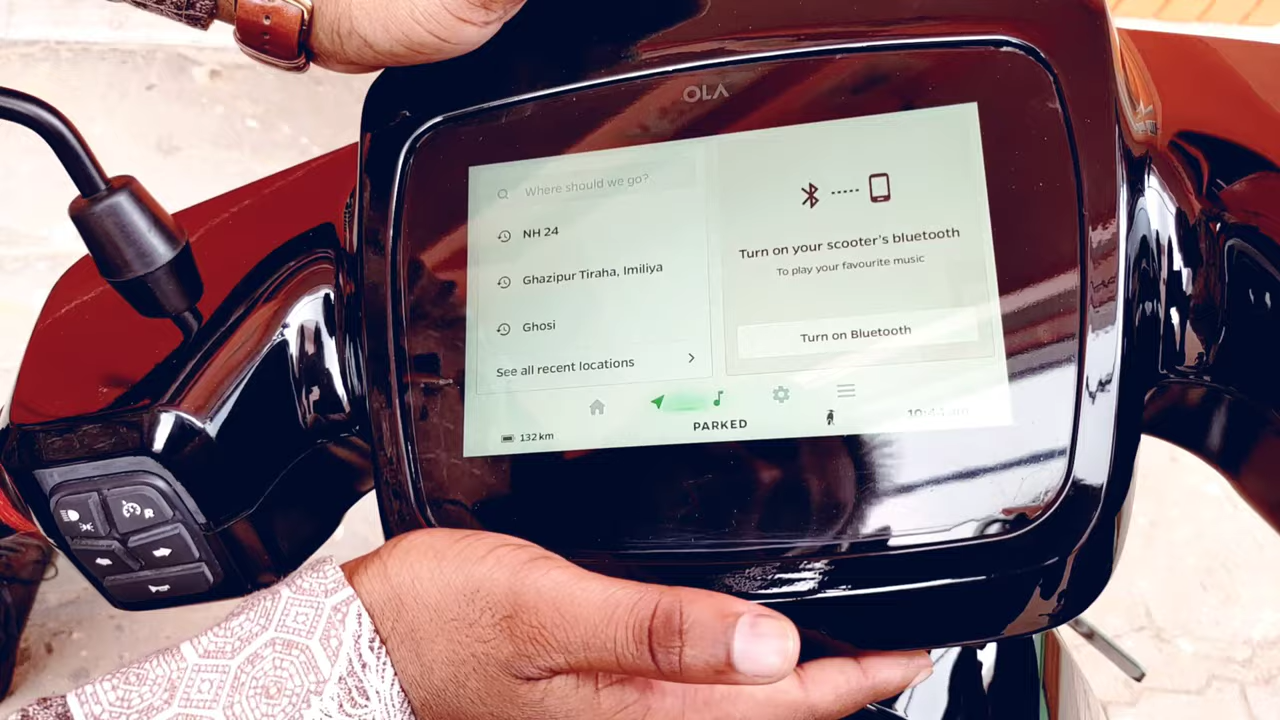 OLA
Where should we go?
NH 24
Ghazipur Tiraha, Imiliya
Ghosi
See all recent locations
Turn on your scooter's bluetooth
To play your favourite music
Turn on Bluetooth
132 km
PARKED
R